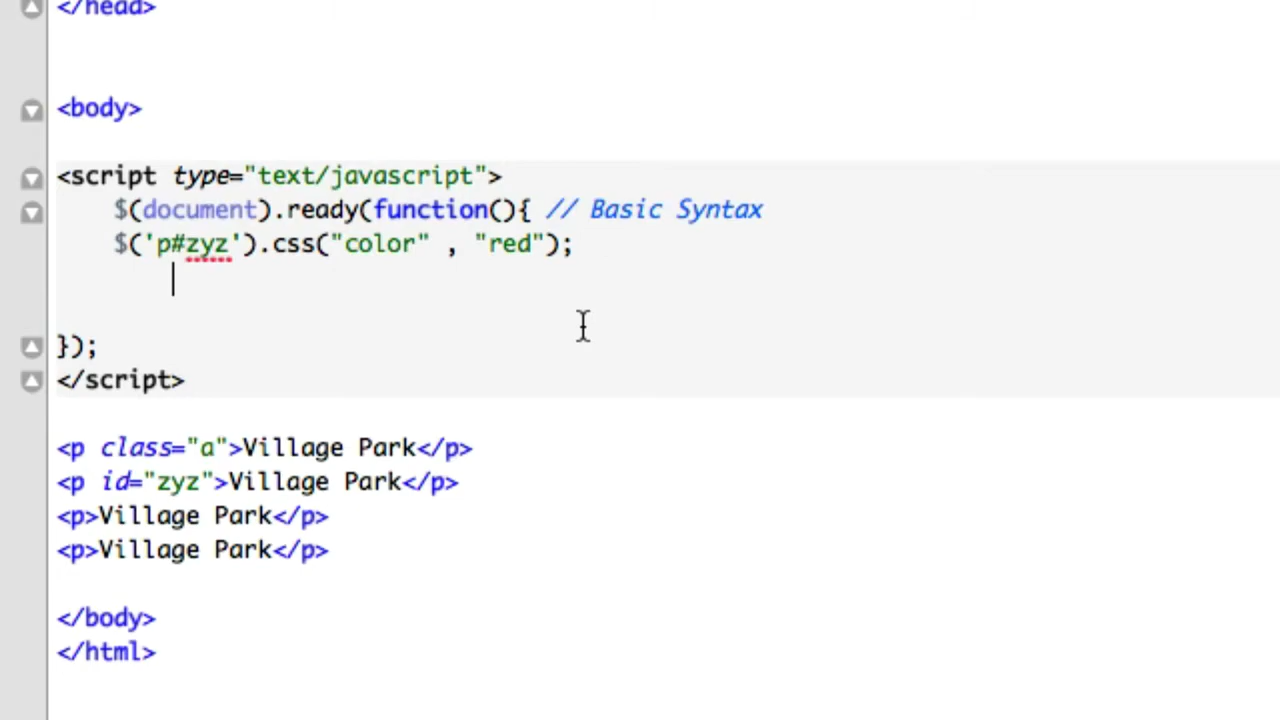 </head>
<body>
<script type="text/javascript">
$(document).ready(function(){ // Basic Syntax
$('p#zyz').css("color" , "red");
});
</script>
<p class="a">Village Park</p>
<p id="zyz">Village Park</p>
<p>Village Park</p>
<p>Village Park</p>
</body>
</html>